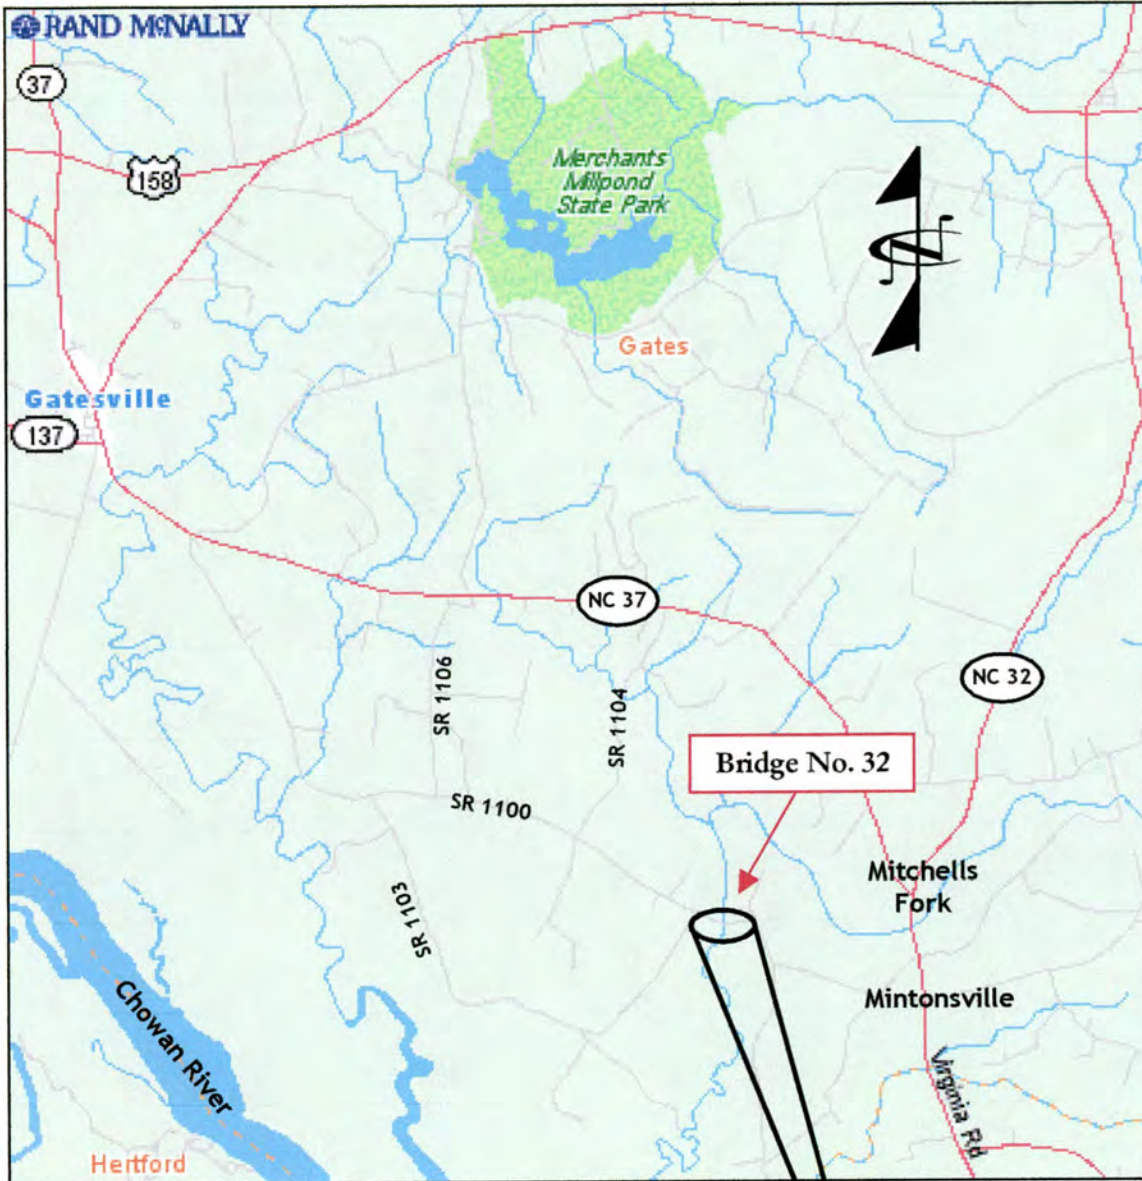 RAND McNALLY
37
158
Merchants
Millpond
State Park
N
Gates
Gatesville
137
NC 37
NC 32
SR 1106
SR 1104
Bridge No. 32
SR 1100
Mitchells
Fork
SR 1103
Mintonsville
Chowan River
Virginia Rd
Hertford